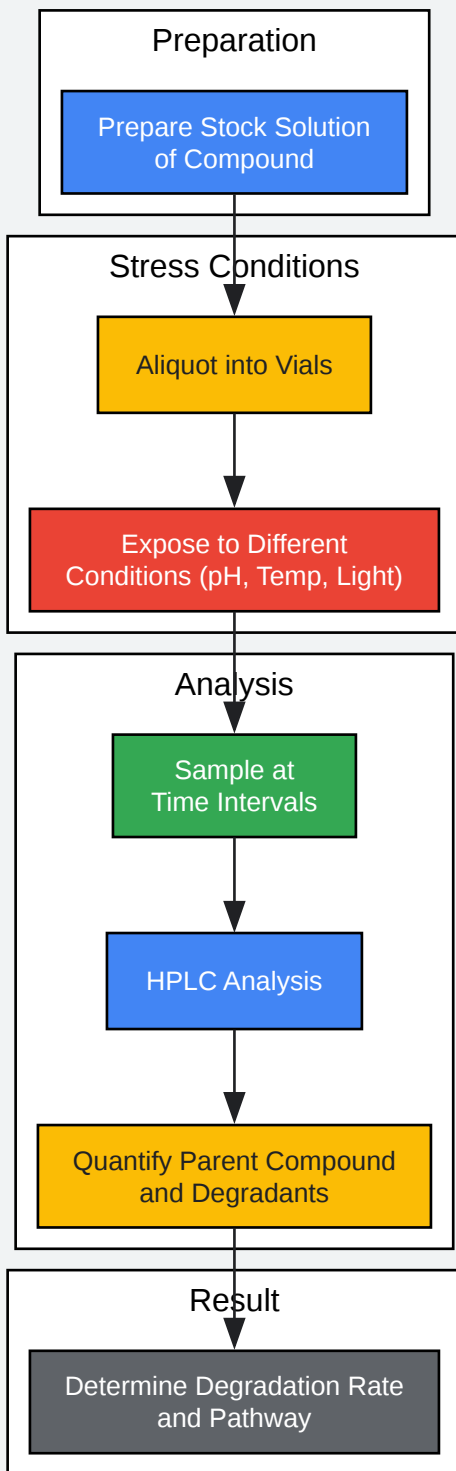 Preparation
Prepare Stock Solution
of Compound
Stress Conditions
Aliquot into Vials
Expose to Different
Conditions (pH, Temp, Light)
Analysis
Sample at
Time Intervals
HPLC Analysis
Quantify Parent Compound
and Degradants
Result
Determine Degradation Rate
and Pathway